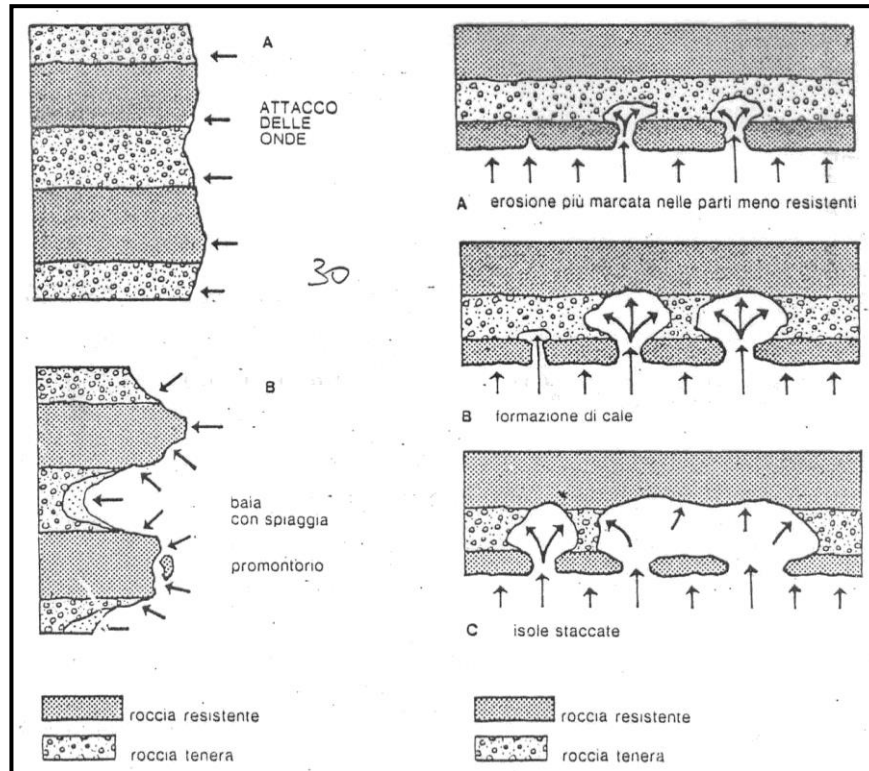 A
ATTACCO
DELLE
ONDE
30
B
baia
con spiaggia
promontorio
roccia resistente
roccia tenera
A erosione più marcata nelle parti meno resistenti
B formazione di cale
C isole staccate
roccia resistente
roccia tenera